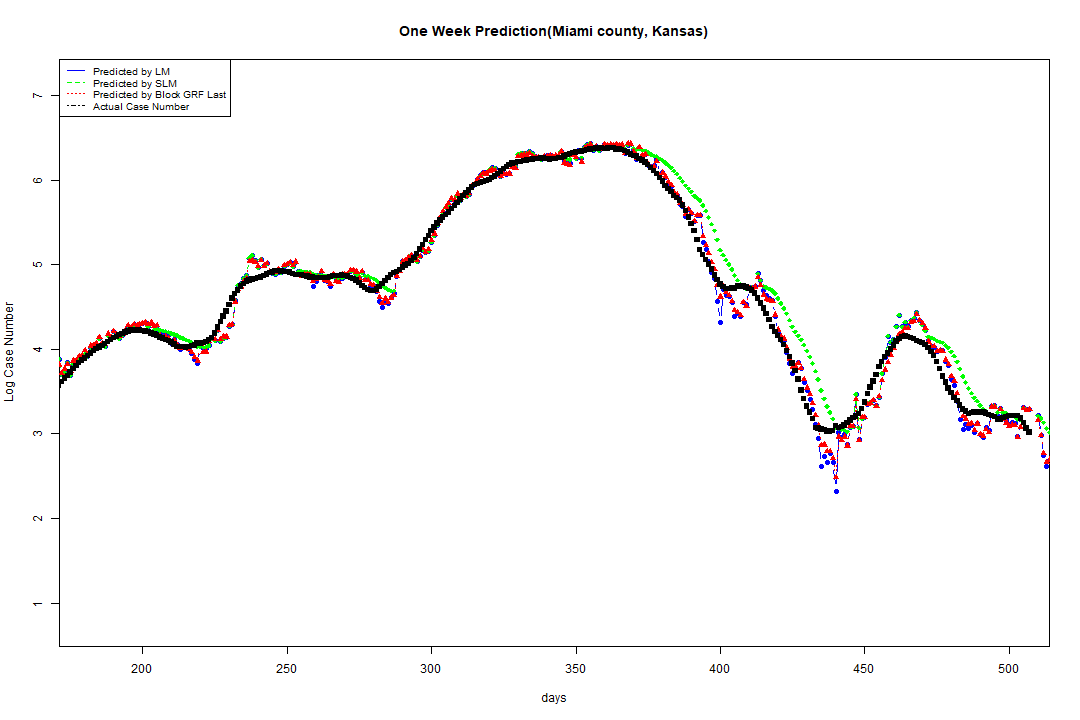 One Week Prediction(Miami county, Kansas)
Predicted by LM
Predicted by SLM
Predicted by Block GRF Last
Actual Case Number
7
6
5
4
3
2
1
Log Case Number
200 250 300 350 400 450 500
days